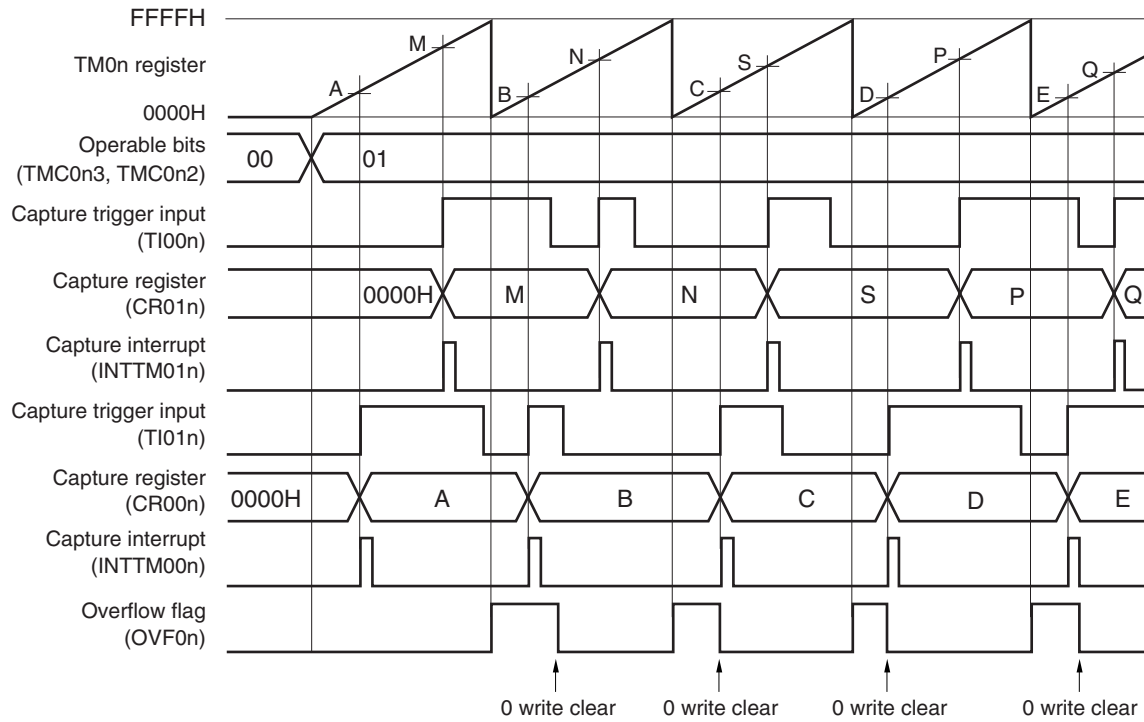 FFFFH
TM0n register
0000H
A
M
B
N
C
S
D
P
E
Q
Operable bits
(TMC0n3, TMC0n2)
00
01
Capture trigger input
(TI00n)
Capture register
(CR01n)
0000H
M
N
S
P
Q
Capture interrupt
(INTTM01n)
Capture trigger input
(TI01n)
Capture register
(CR00n)
0000H
A
B
C
D
E
Capture interrupt
(INTTM00n)
Overflow flag
(OVF0n)
0 write clear
0 write clear
0 write clear
0 write clear